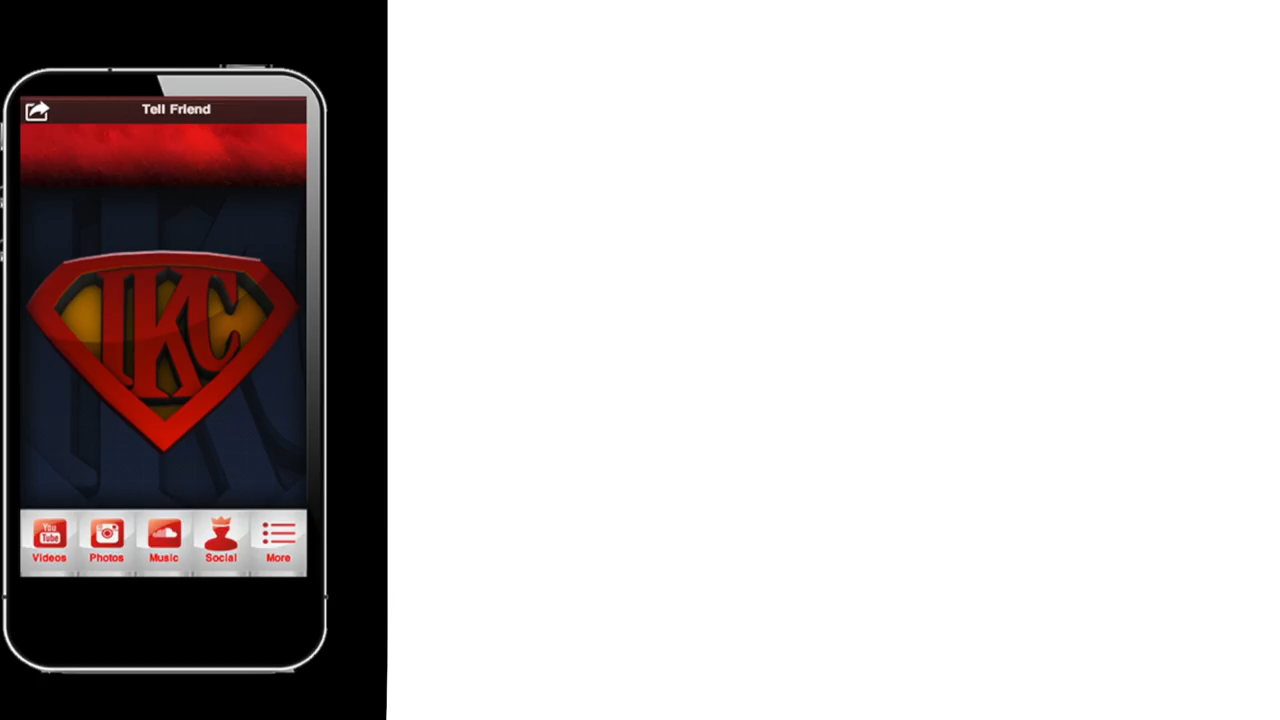 Tell Friend
IKC
You
Tube
Videos
Photos
Music
Social
More